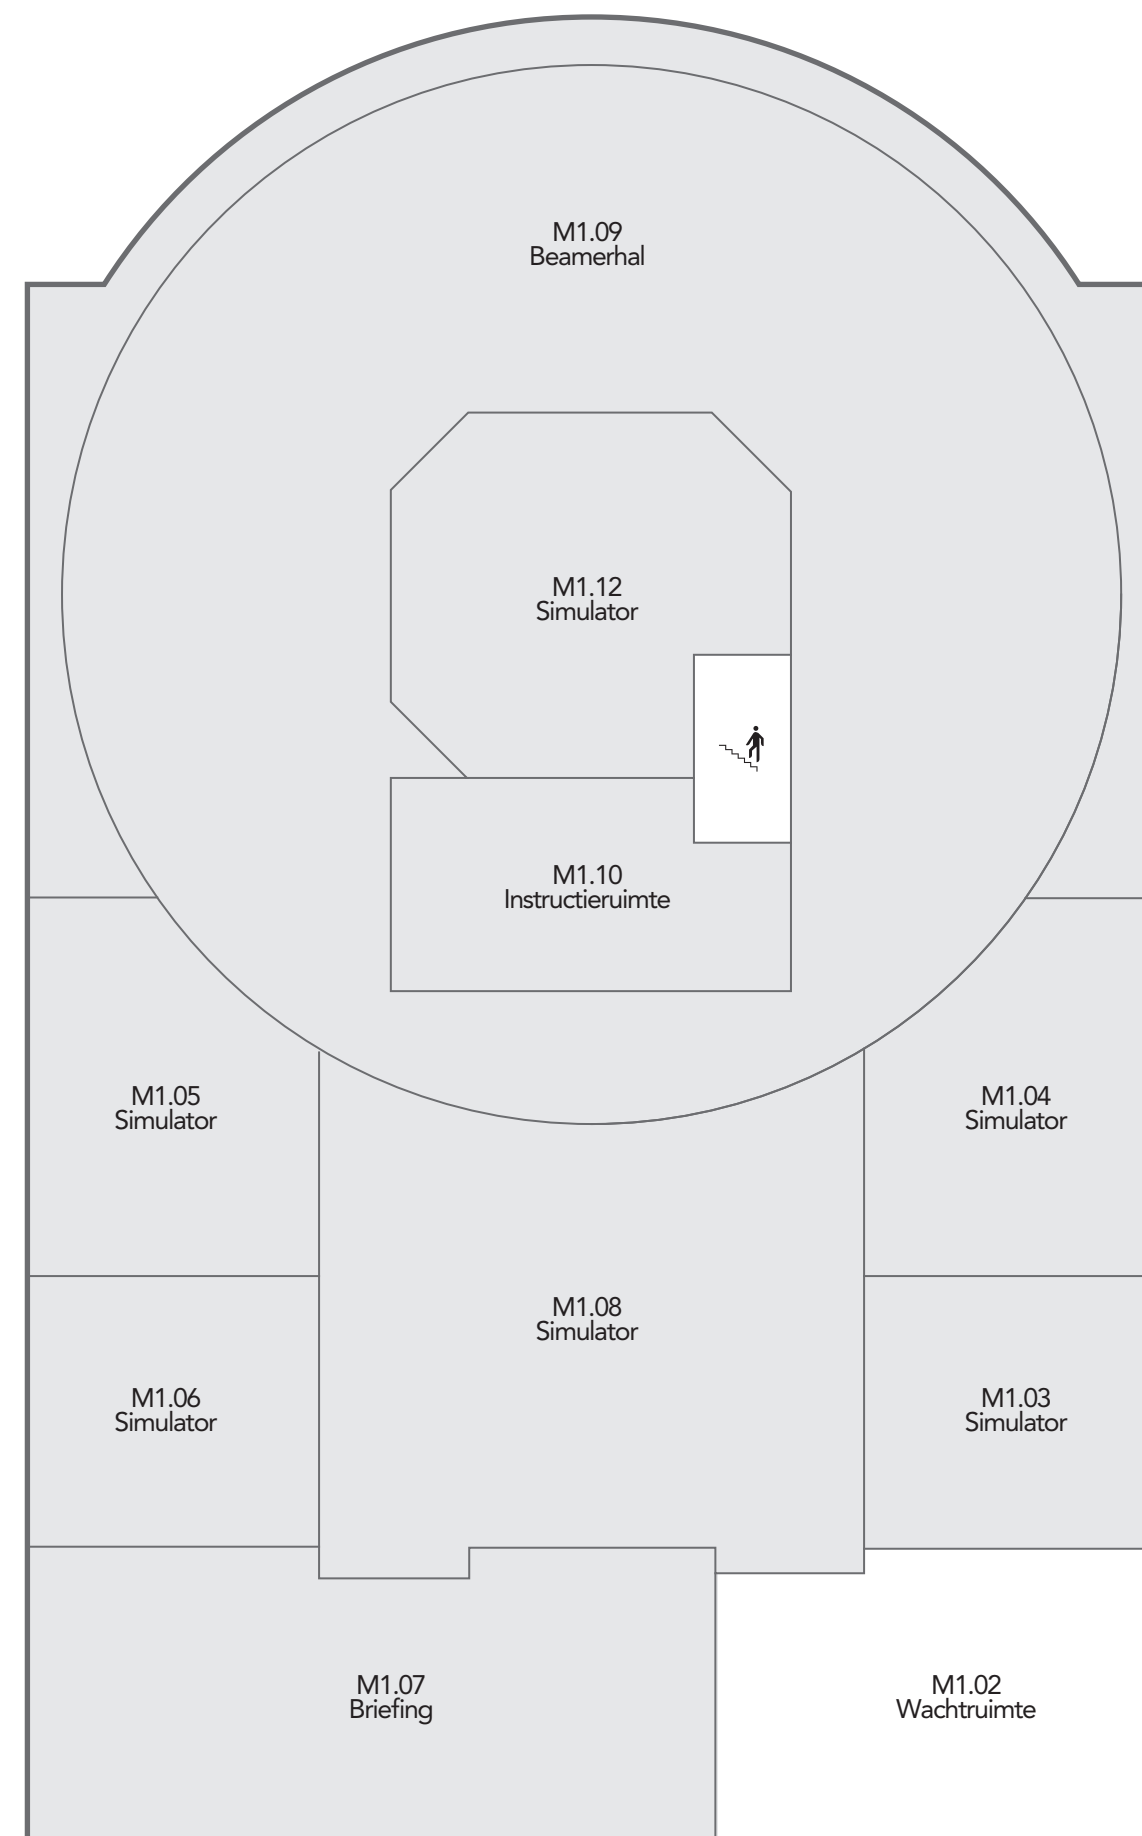 M1.09
Beamerhal
M1.12
Simulator
M1.10
Instructieruimte
M1.05
Simulator
M1.04
Simulator
M1.08
Simulator
M1.06
Simulator
M1.03
Simulator
M1.07
Briefing
M1.02
Wachtruimte